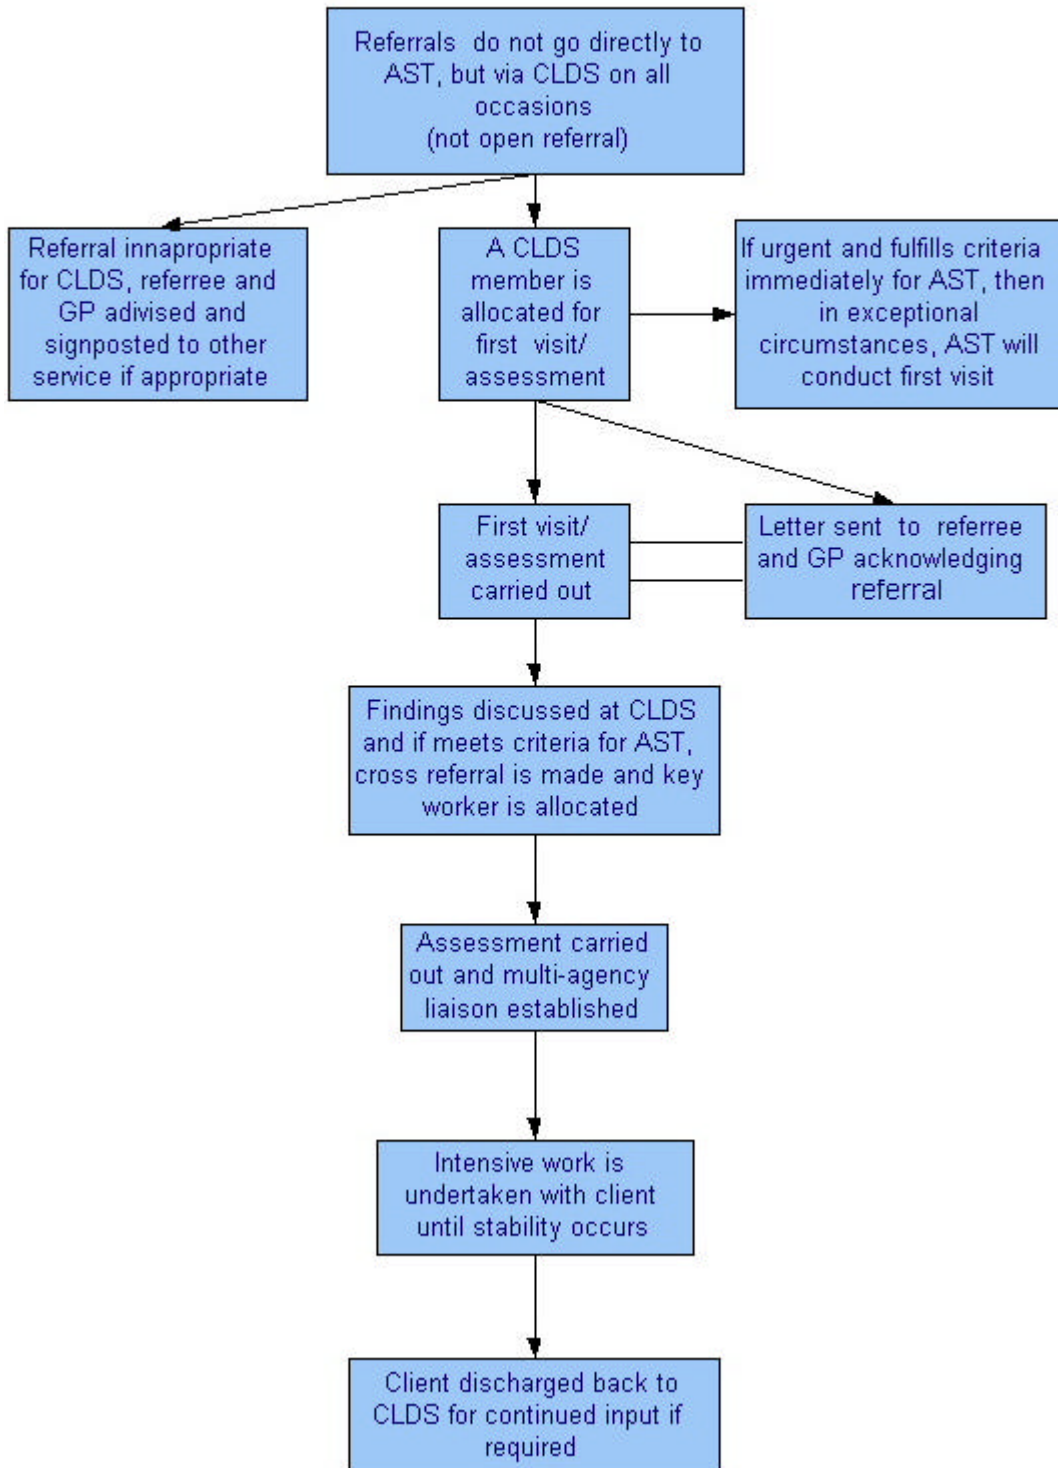 Referrals do not go directly to
AST, but via CLDS on all
occasions
(not open referral)
Referral innapropriate
for CLDS, referree and
GP adivised and
signposted to other
service if appropriate
A CLDS
member is
allocated for
first visit/
assessment
If urgent and fulfills criteria
immediately for AST, then
in exceptional
circumstances, AST will
conduct first visit
First visit/
assessment
carried out
Letter sent to referree
and GP acknowledging
referral
Findings discussed at CLDS
and if meets criteria for AST,
cross referral is made and key
worker is allocated
Assessment carried
out and multi-agency
liaison established
Intensive work is
undertaken with client
until stability occurs
Client discharged back to
CLDS for continued input if
required